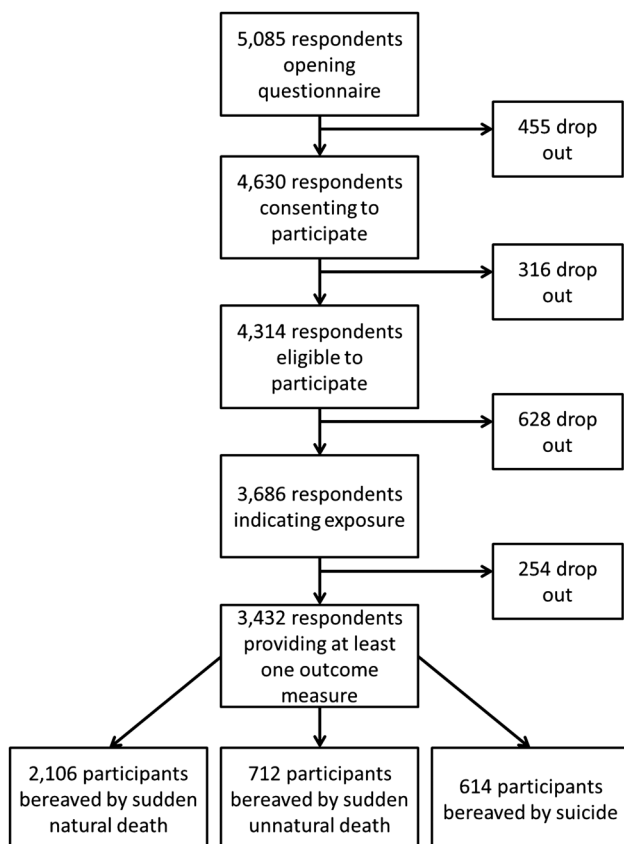 5,085 respondents
opening
questionnaire
455 drop
out
4,630 respondents
consenting to
participate
316 drop
out
4,314 respondents
eligible to
participate
628 drop
out
3,686 respondents
indicating exposure
254 drop
out
3,432 respondents
providing at least
one outcome
measure
2,106 participants
bereaved by sudden
natural death
712 participants
bereaved by sudden
unnatural death
614 participants
bereaved by suicide